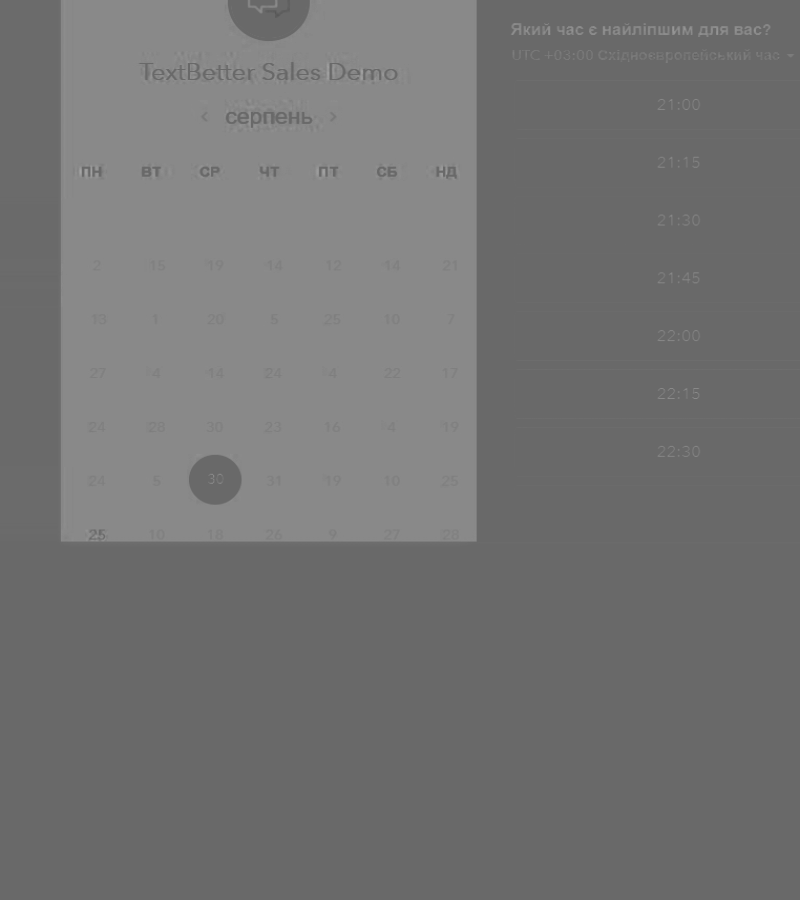 TextBetter Sales Demo
‹ серпень ›
ПН ВТ СР ЧТ ПТ СБ НД
2 15 19 14 12 14 21
13 1 20 5 25 10 7
27 4 14 24 4 22 17
24 28 30 23 16 4 19
24 5 30 31 19 10 25
25 10 18 26 9 27 28
Який час є найліпшим для вас?
UTC +03:00 Східноєвропейський час
21:00
21:15
21:30
21:45
22:00
22:15
22:30